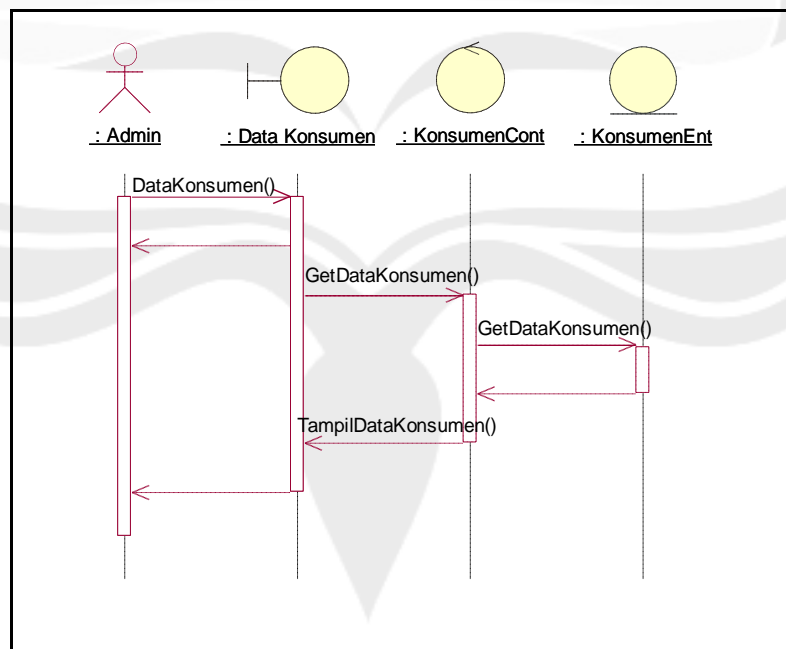 : Admin
: Data Konsumen
: KonsumenCont
: KonsumenEnt
DataKonsumen()
GetDataKonsumen()
GetDataKonsumen()
TampilDataKonsumen()